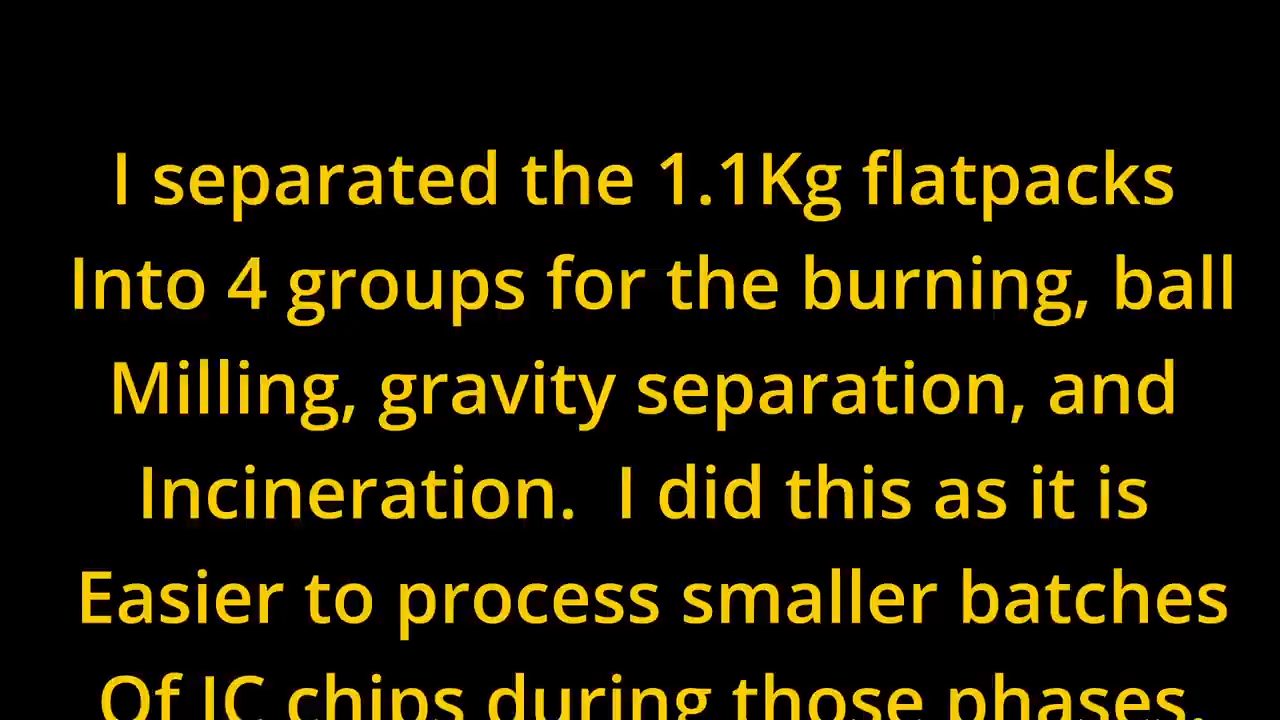 I separated the 1.1Kg flatpacks
Into 4 groups for the burning, ball
Milling, gravity separation, and
Incineration.  I did this as it is
Easier to process smaller batches
Of IC chips during those phases.